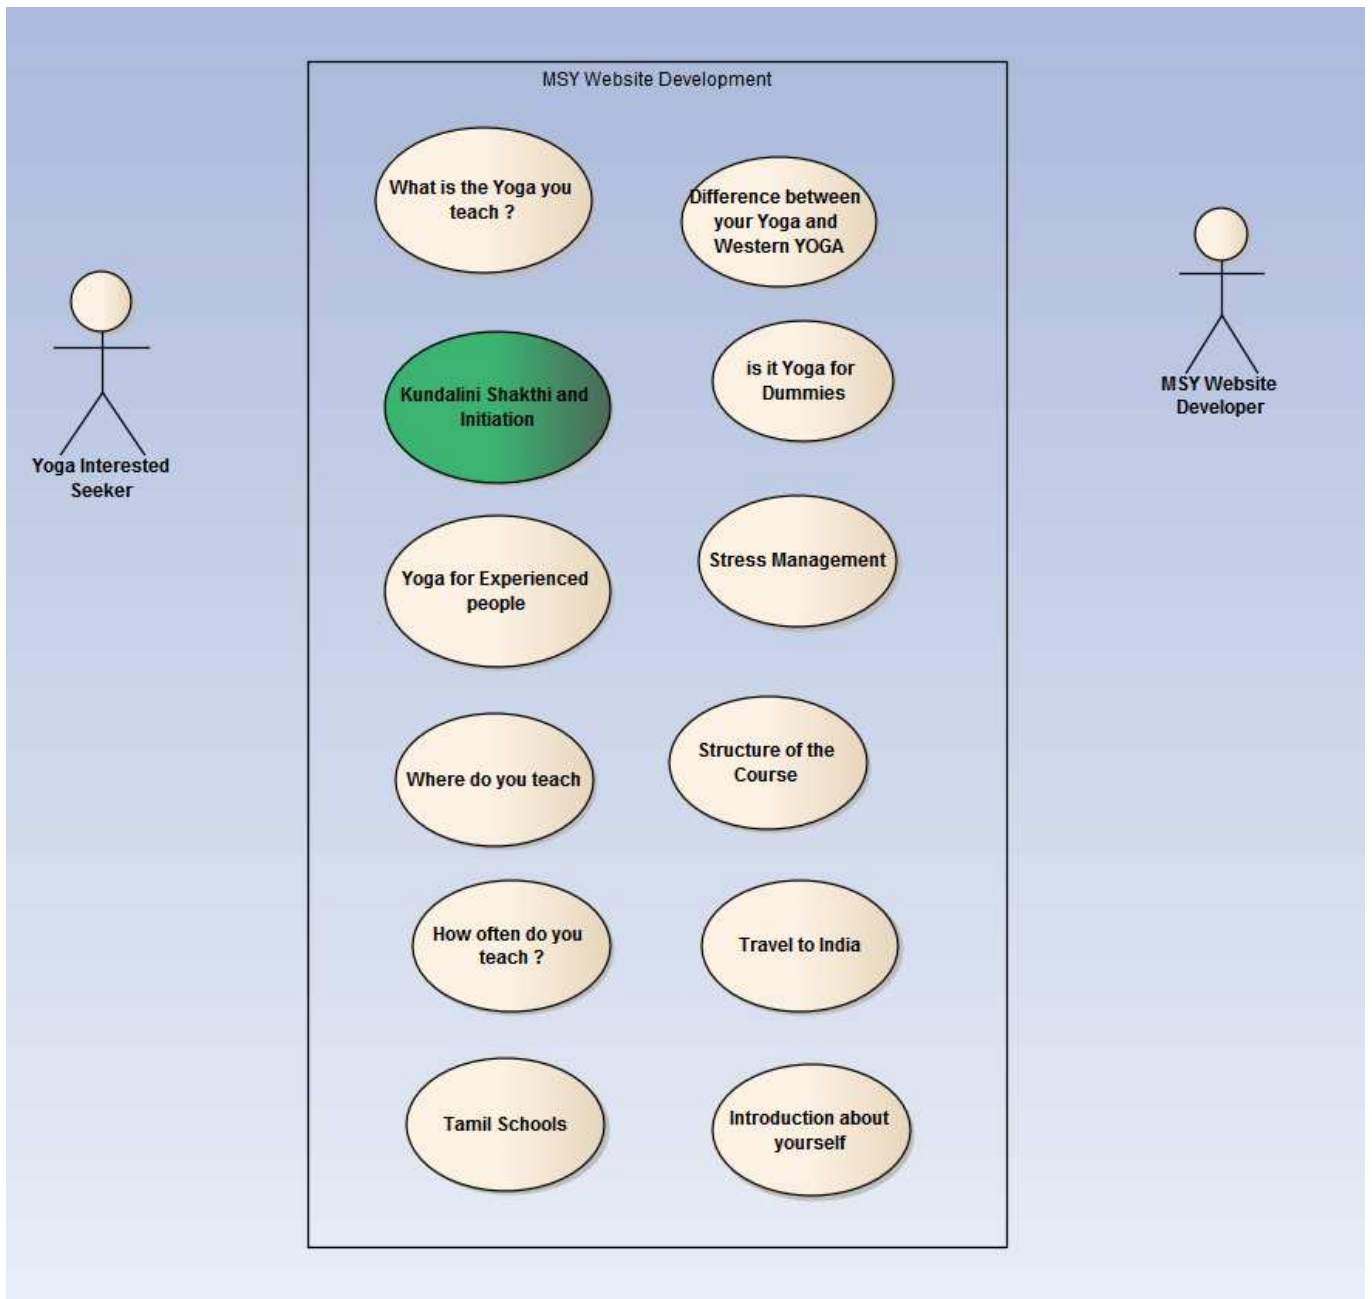 MSY Website Development
What is the Yoga you
teach ?
Difference between
your Yoga and
Western YOGA
Kundalini Shakthi and
Initiation
is it Yoga for
Dummies
MSY Website
Developer
Yoga Interested
Seeker
Yoga for Experienced
people
Stress Management
Where do you teach
Structure of the
Course
How often do you
teach ?
Travel to India
Tamil Schools
Introduction about
yourself